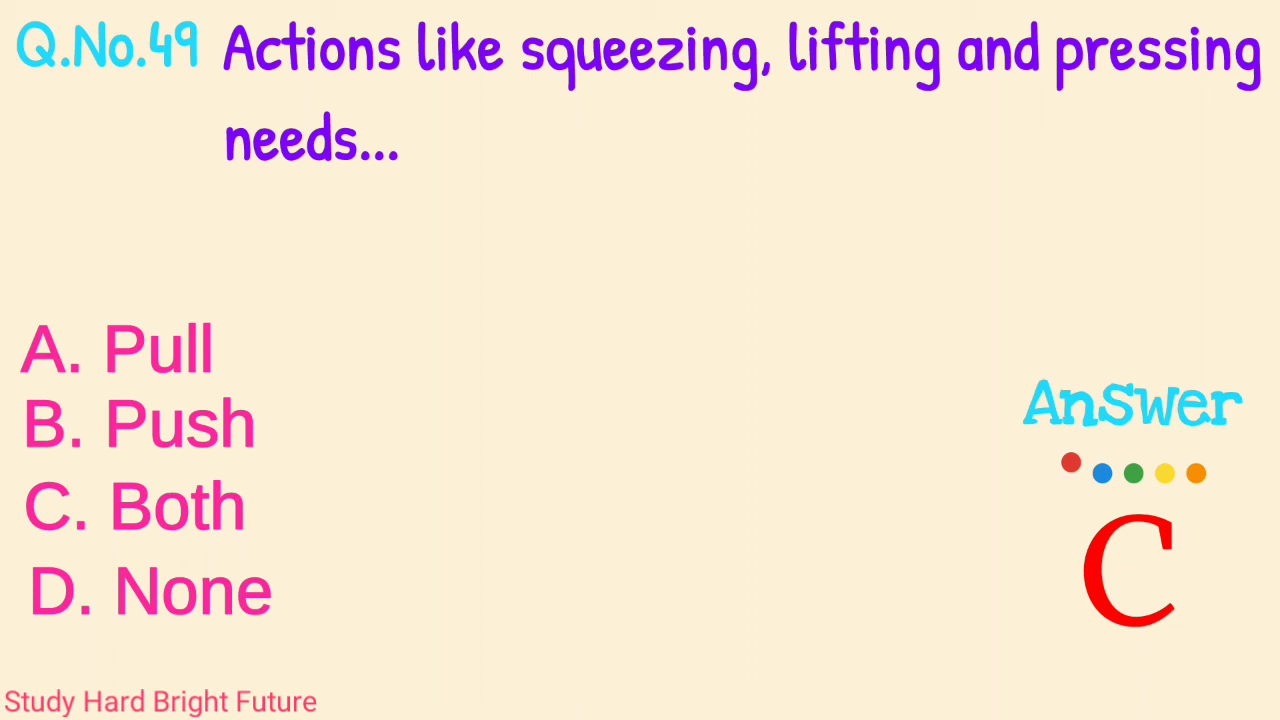 Q.No.49 Actions like squeezing, lifting and pressing
needs...
A. Pull
B. Push
C. Both
D. None
Answer
C
Study Hard Bright Future